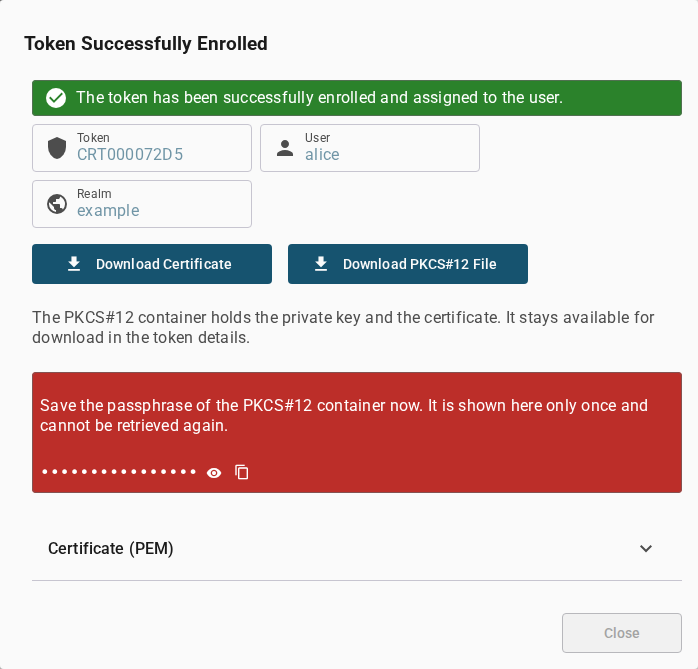 Token Successfully Enrolled
The token has been successfully enrolled and assigned to the user.
Token
CRT000072D5
User
alice
Realm
example
Download Certificate
Download PKCS#12 File
The PKCS#12 container holds the private key and the certificate. It stays available for
download in the token details.
Save the passphrase of the PKCS#12 container now. It is shown here only once and
cannot be retrieved again.
••••••••••••••••
Certificate (PEM)
Close